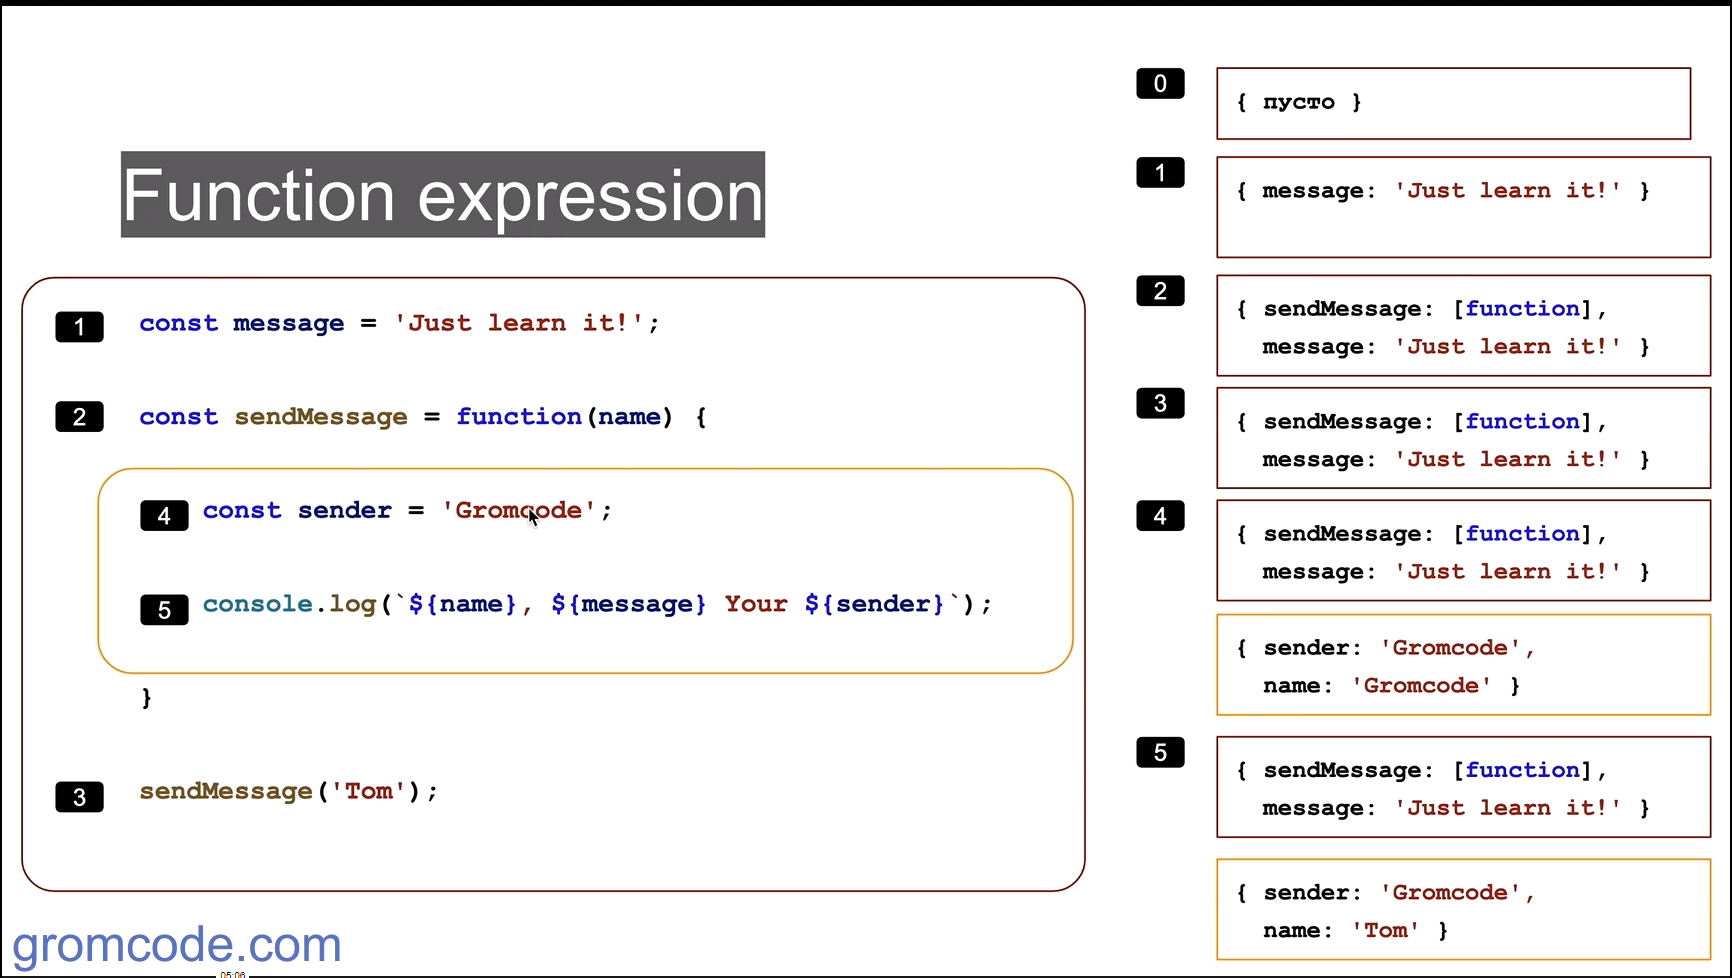 Function expression
1 const message = 'Just learn it!';
2 const sendMessage = function(name) {
4 const sender = 'Gromcode';
5 console.log(`${name}, ${message} Your ${sender}`);
}
3 sendMessage('Tom');
gromcode.com
05:06
0 { пусто }
1 { message: 'Just learn it!' }
2 { sendMessage: [function],
message: 'Just learn it!' }
3 { sendMessage: [function],
message: 'Just learn it!' }
4 { sendMessage: [function],
message: 'Just learn it!' }
{ sender: 'Gromcode',
name: 'Gromcode' }
5 { sendMessage: [function],
message: 'Just learn it!' }
{ sender: 'Gromcode',
name: 'Tom' }